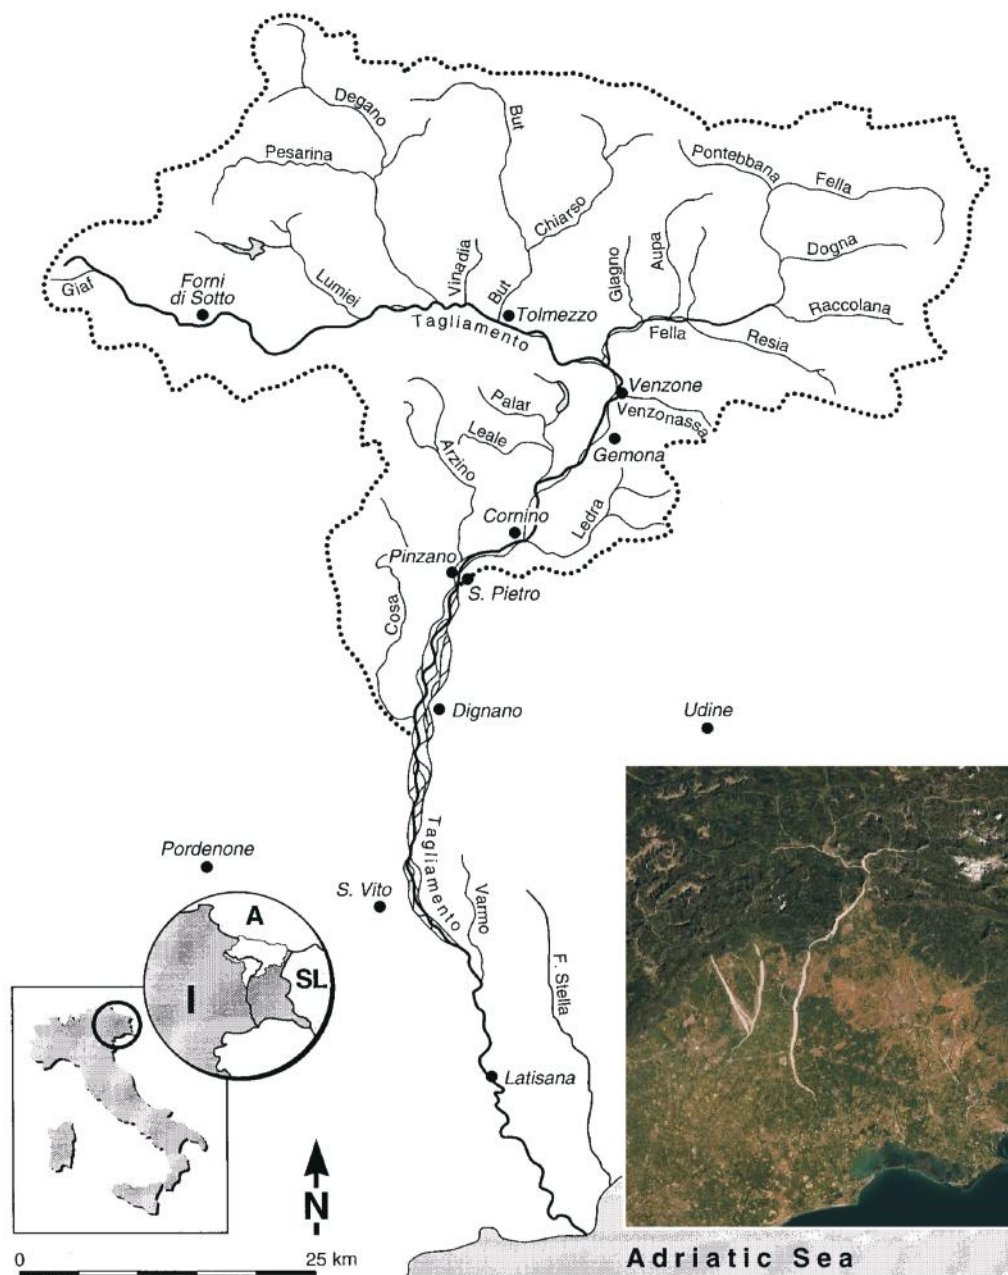 Degano
But
Pesarina
Pontebbana
Fella
Chiarso
Aupa
Dogna
Giaf
Forni
di Sotto
Lumiei
Vinadia
But
Glagno
Tolmezzo
Tagliamento
Fella
Raccolana
Resia
Venzone
Venzonassa
Palar
Leale
Arzino
Gemona
Cornino
Ledra
Pinzano
S. Pietro
Cosa
Dignano
Udine
Tagliamento
Pordenone
S. Vito
Varmo
F. Stella
A
SL
I
Latisana
N
0 25 km
Adriatic Sea